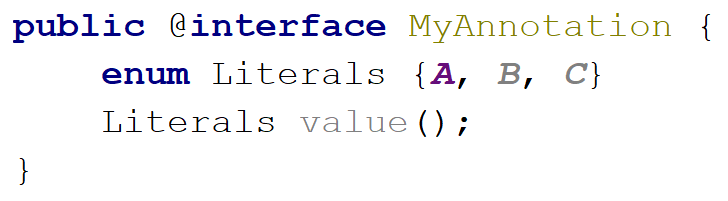 public @interface MyAnnotation {
    enum Literals {A, B, C}
    Literals value();
}